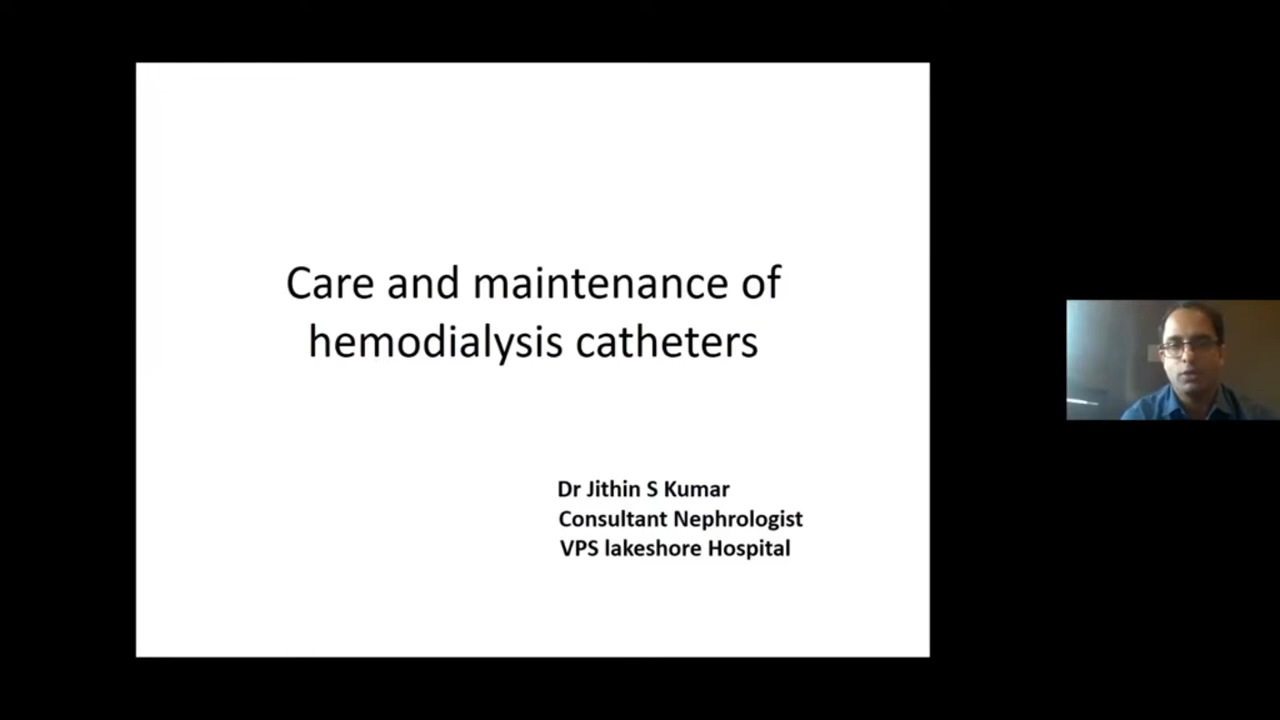 Care and maintenance of
hemodialysis catheters
Dr Jithin S Kumar
Consultant Nephrologist
VPS lakeshore Hospital